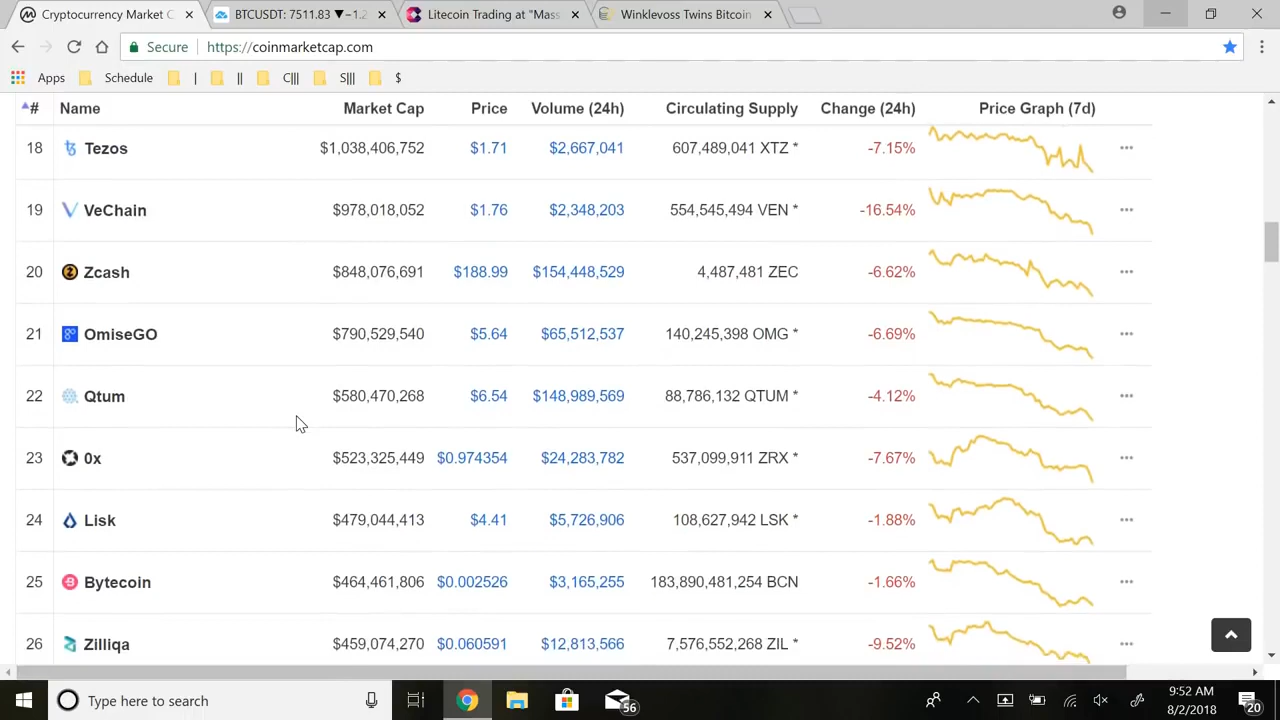 Cryptocurrency Market C
BTCUSDT: 7511.83 ▼-1.2
Litecoin Trading at "Mass
Winklevoss Twins Bitcoin
Secure
https://coinmarketcap.com
Apps
Schedule
|
||
C|||
S|||
$
# Name Market Cap Price Volume (24h) Circulating Supply Change (24h) Price Graph (7d)
18 Tezos $1,038,406,752 $1.71 $2,667,041 607,489,041 XTZ * -7.15%
19 VeChain $978,018,052 $1.76 $2,348,203 554,545,494 VEN * -16.54%
20 Zcash $848,076,691 $188.99 $154,448,529 4,487,481 ZEC -6.62%
21 OmiseGO $790,529,540 $5.64 $65,512,537 140,245,398 OMG * -6.69%
22 Qtum $580,470,268 $6.54 $148,989,569 88,786,132 QTUM * -4.12%
23 0x $523,325,449 $0.974354 $24,283,782 537,099,911 ZRX * -7.67%
24 Lisk $479,044,413 $4.41 $5,726,906 108,627,942 LSK * -1.88%
25 Bytecoin $464,461,806 $0.002526 $3,165,255 183,890,481,254 BCN -1.66%
26 Zilliqa $459,074,270 $0.060591 $12,813,566 7,576,552,268 ZIL * -9.52%
Type here to search
56
9:52 AM
8/2/2018
20